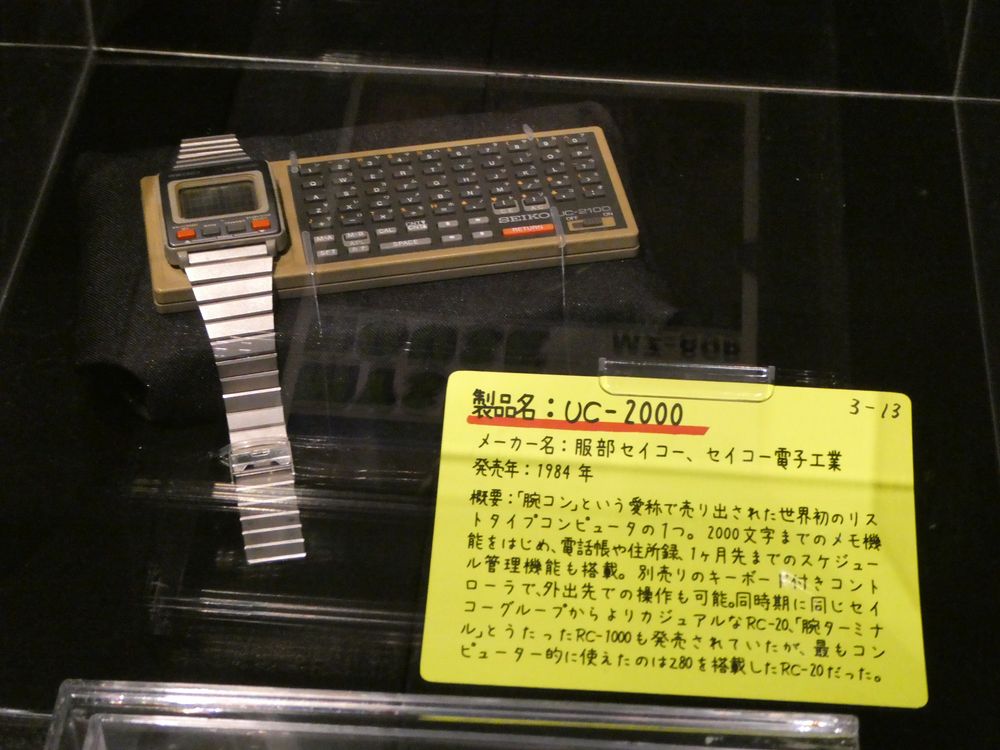 SEIKO
UC-2100
OFF ON
RETURN
SPACE
CAL
M-A
M-B
製品名：UC-2000
3-13
メーカー名：服部セイコー、セイコー電子工業
発売年：1984年
概要：「腕コン」という愛称で売り出された世界初のリス
トタイプコンピュータの1つ。2000文字までのメモ機
能をはじめ、電話帳や住所録、1ヶ月先までのスケジュー
ル管理機能も搭載。別売りのキーボード付きコント
ローラで、外出先での操作も可能。同時期に同じセイ
コーグループからよりカジュアルなRC-20、「腕ターミナ
ル」とうたったRC-1000も発売されていたが、最もコン
ピューター的に使えたのはZ80を搭載したRC-20だった。